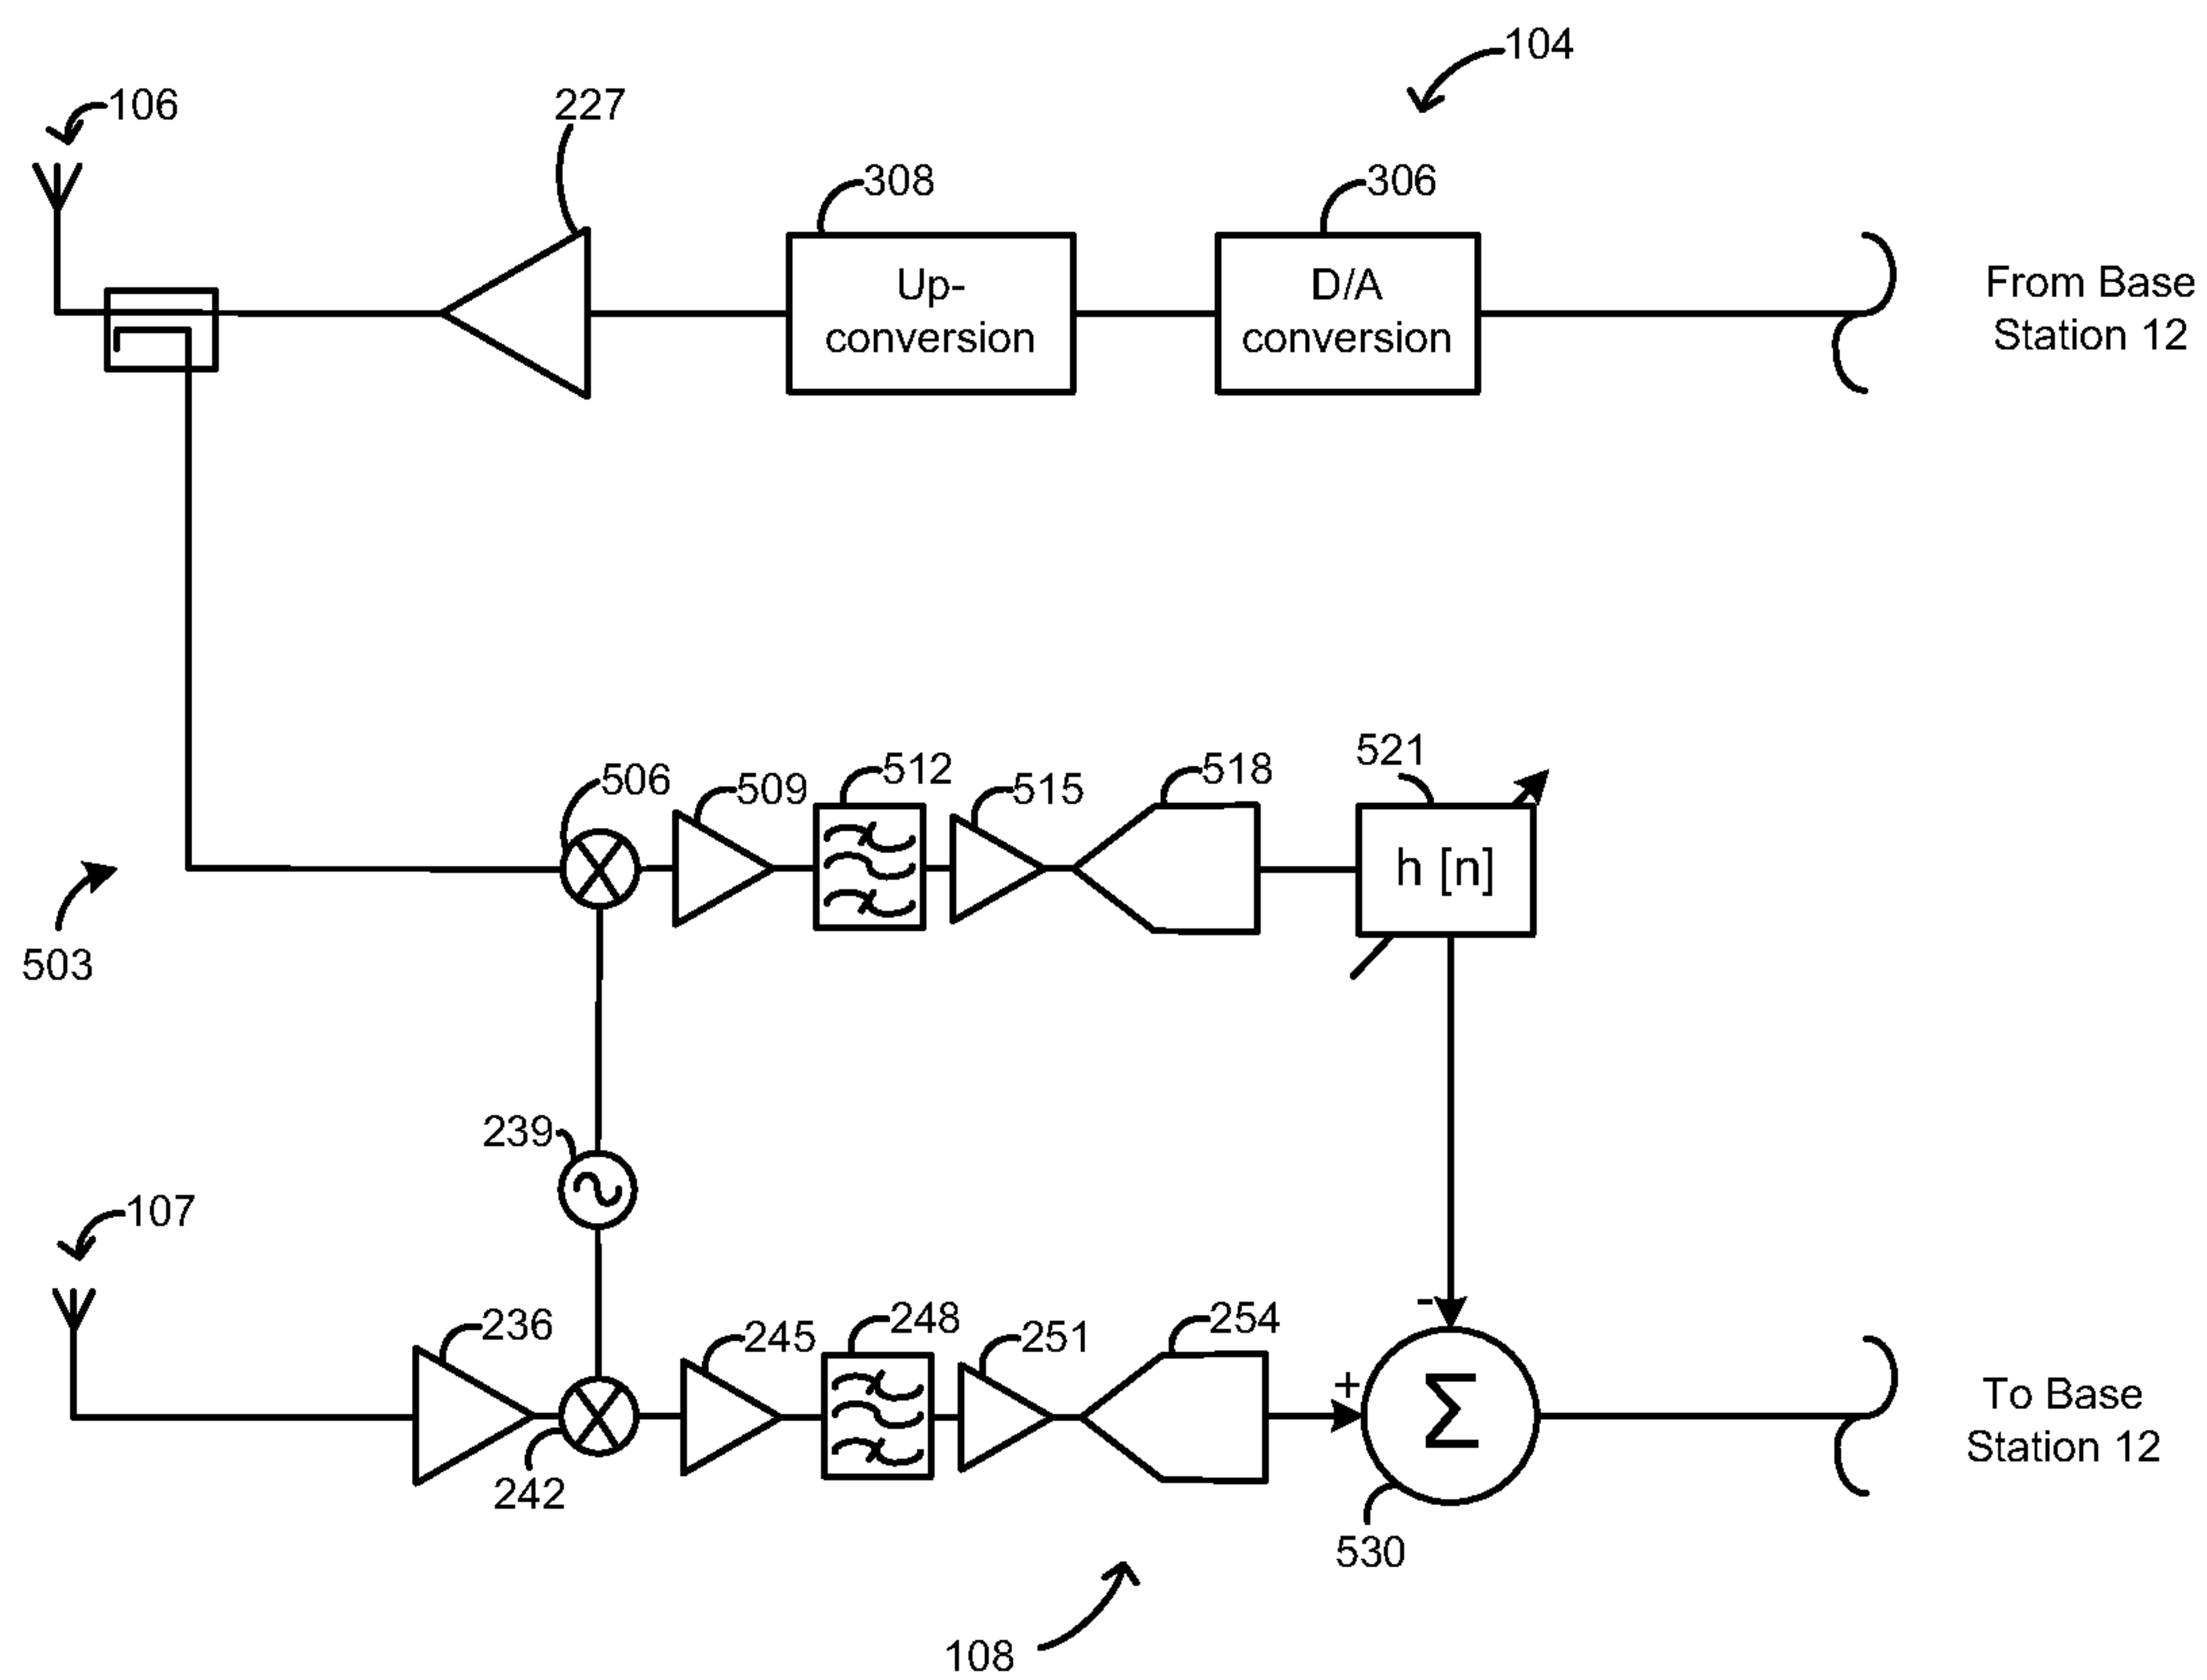 104
106
227
308
306
Up-
conversion
D/A
conversion
From Base
Station 12
521
506
509
512
515
518
h [n]
503
239
107
236
245
248
251
254
-
+
Σ
To Base
Station 12
242
530
108